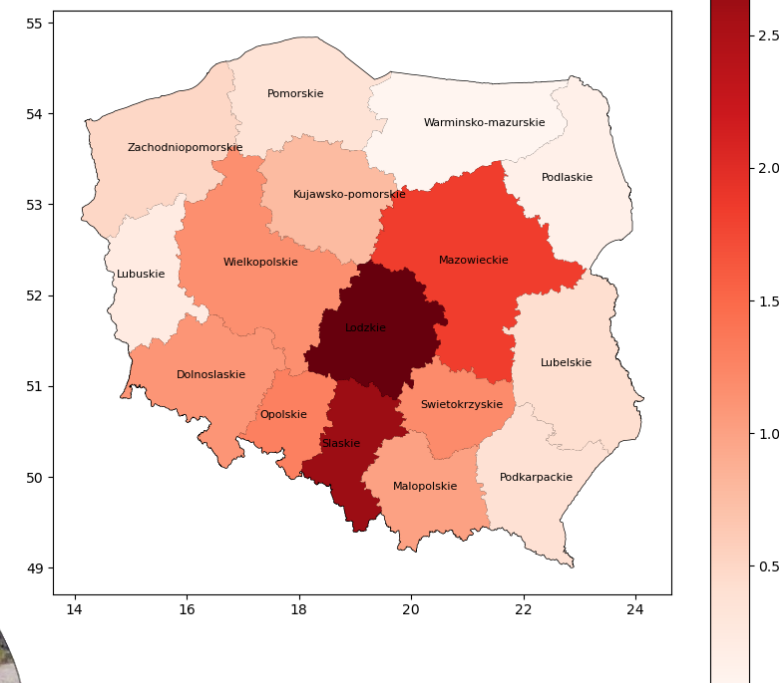 55
54
53
52
51
50
49
14 16 18 20 22 24
Pomorskie
Warminsko-mazurskie
Zachodniopomorskie
Podlaskie
Kujawsko-pomorskie
Mazowieckie
Wielkopolskie
Lubuskie
Lodzkie
Lubelskie
Dolnoslaskie
Swietokrzyskie
Opolskie
Slaskie
Podkarpackie
Malopolskie
2.5
2.0
1.5
1.0
0.5